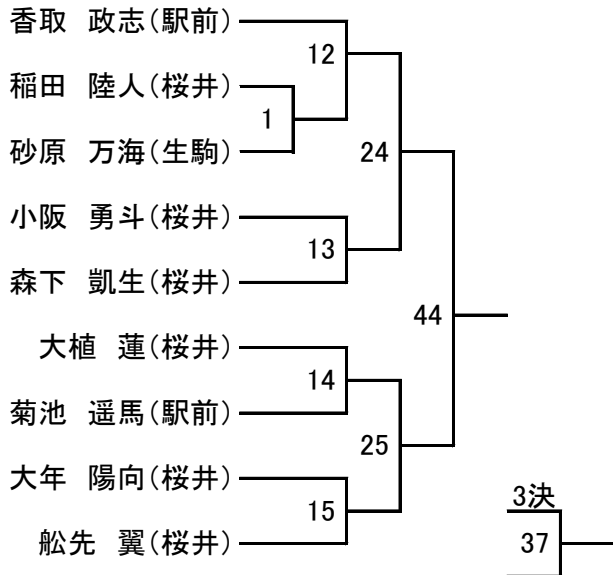 香取 政志(駅前)
12
稲田 陸人(桜井)
1
砂原 万海(生駒)
24
小阪 勇斗(桜井)
13
森下 凱生(桜井)
44
大植 蓮(桜井)
14
菊池 遥馬(駅前)
25
大年 陽向(桜井)
3決
15
37
舩先 翼(桜井)